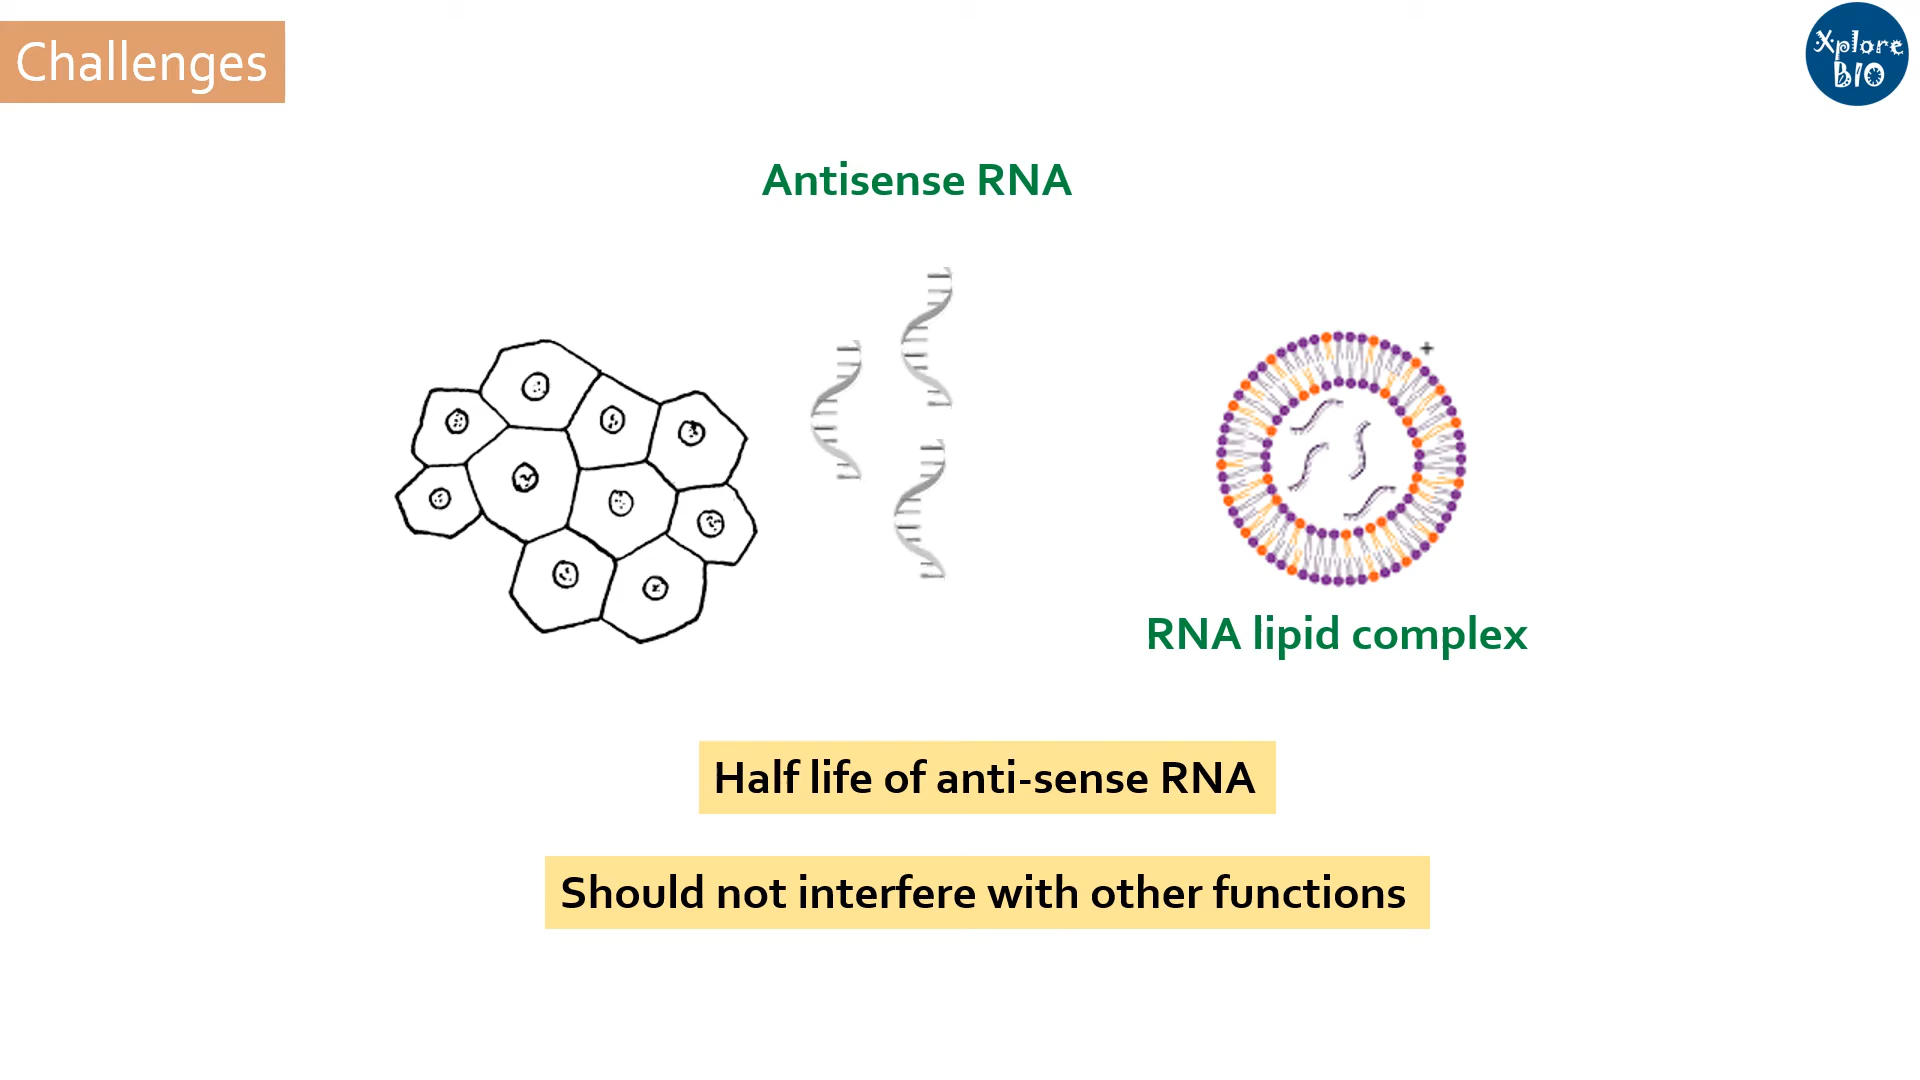 Challenges
Xplore
BIO
Antisense RNA
+
RNA lipid complex
Half life of anti-sense RNA
Should not interfere with other functions